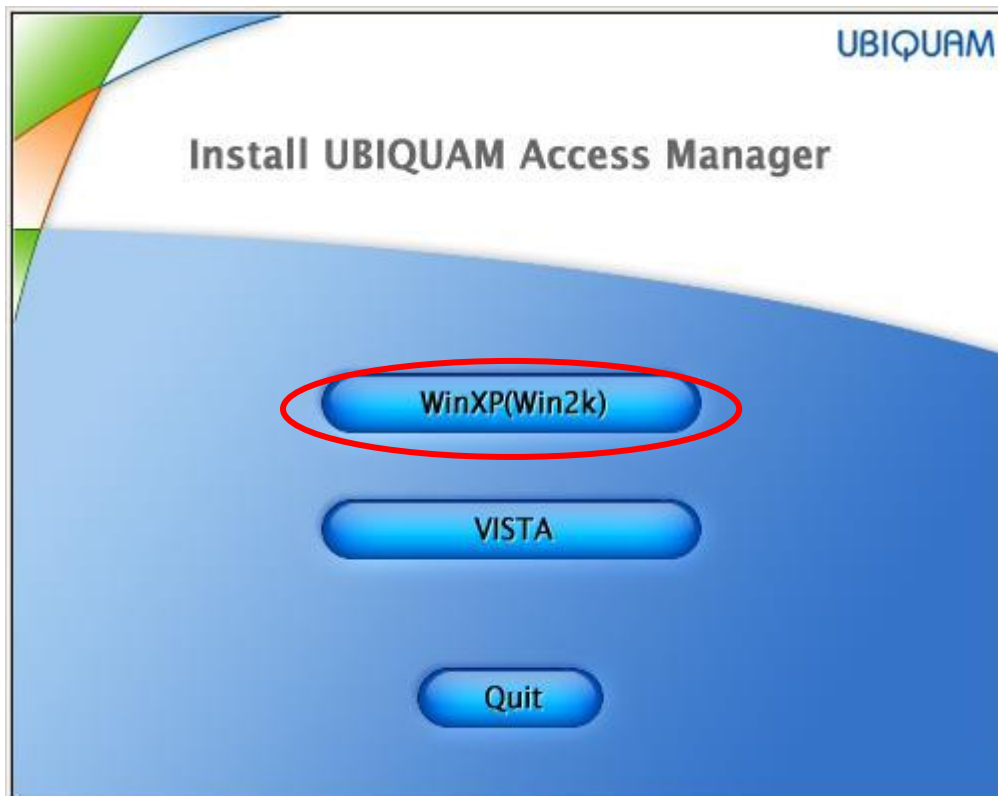 UBIQUAM
Install UBIQUAM Access Manager
WinXP(Win2k)
VISTA
Quit